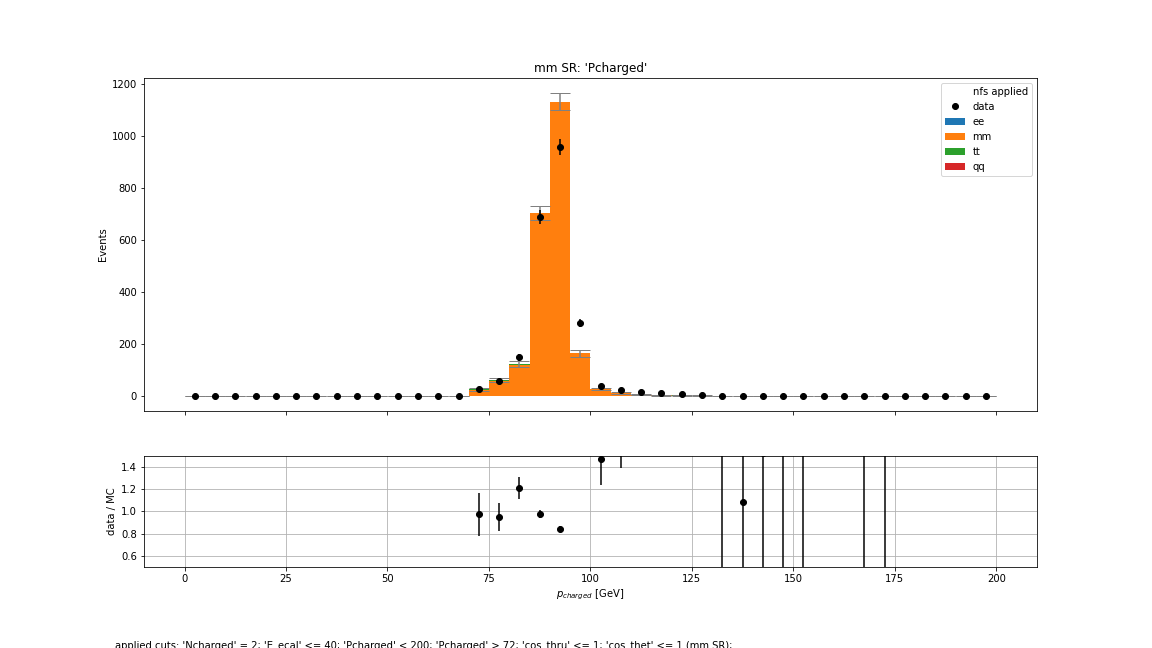 mm SR: 'Pcharged'
1200
1000
800
600
400
200
0
Events
nfs applied
data
ee
mm
tt
qq
1.4
1.2
1.0
0.8
0.6
data / MC
0 25 50 75 100 125 150 175 200
p_charged [GeV]
applied cuts: 'Ncharged' = 2; 'E_ecal' <= 40; 'Pcharged' < 200; 'Pcharged' > 72; 'cos_thru' <= 1; 'cos_thet' <= 1 (mm SR);